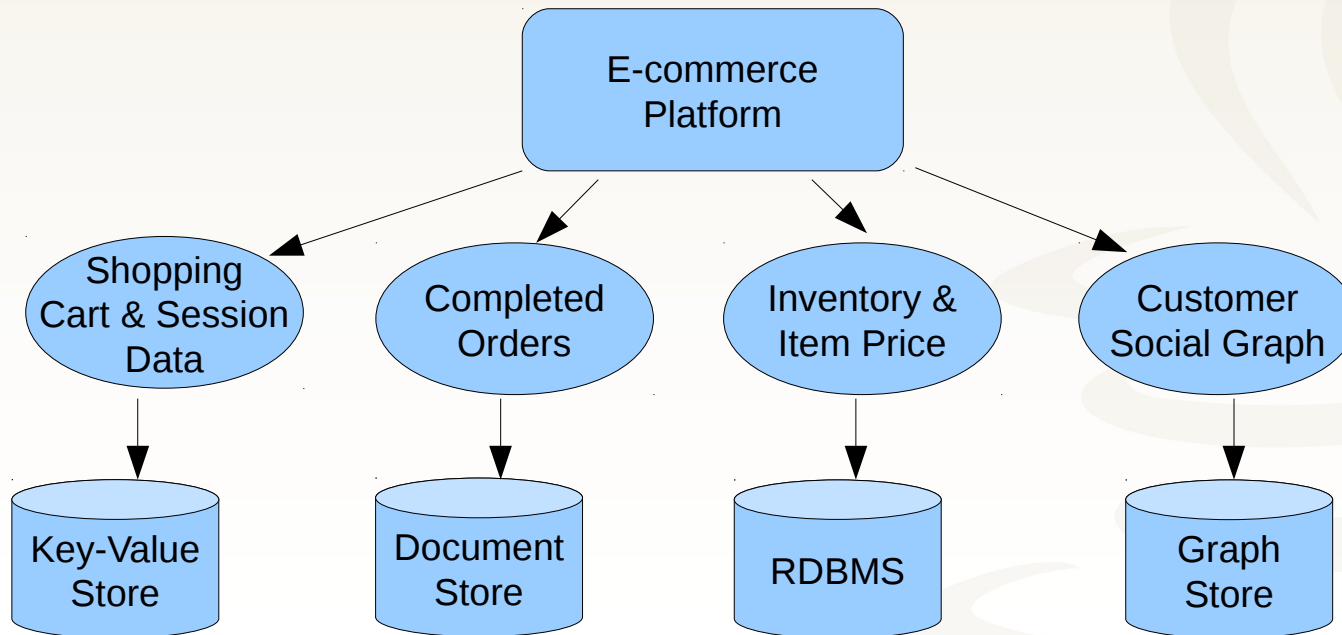 E-commerce
Platform
Shopping
Cart & Session
Data
Completed
Orders
Inventory &
Item Price
Customer
Social Graph
Key-Value
Store
Document
Store
RDBMS
Graph
Store